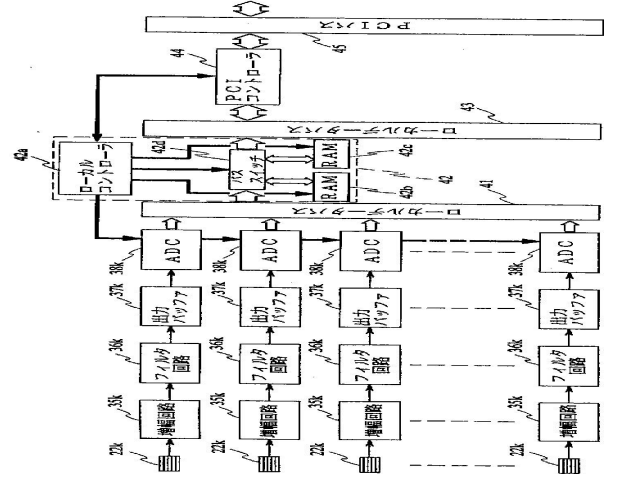 42a
ローカル
コントローラ
44
PCI
コントローラ
45
PCIバス
22k
35k
増幅回路
36k
フィルタ
回路
37k
出力
バッファ
38k
ADC
22k
35k
増幅回路
36k
フィルタ
回路
37k
出力
バッファ
38k
ADC
22k
35k
増幅回路
36k
フィルタ
回路
37k
出力
バッファ
38k
ADC
22k
35k
増幅回路
36k
フィルタ
回路
37k
出力
バッファ
38k
ADC
41
ローカルデータバス
42d
バス
スイッチ
RAM
42b
RAM
42c
42
43
ローカルデータバス